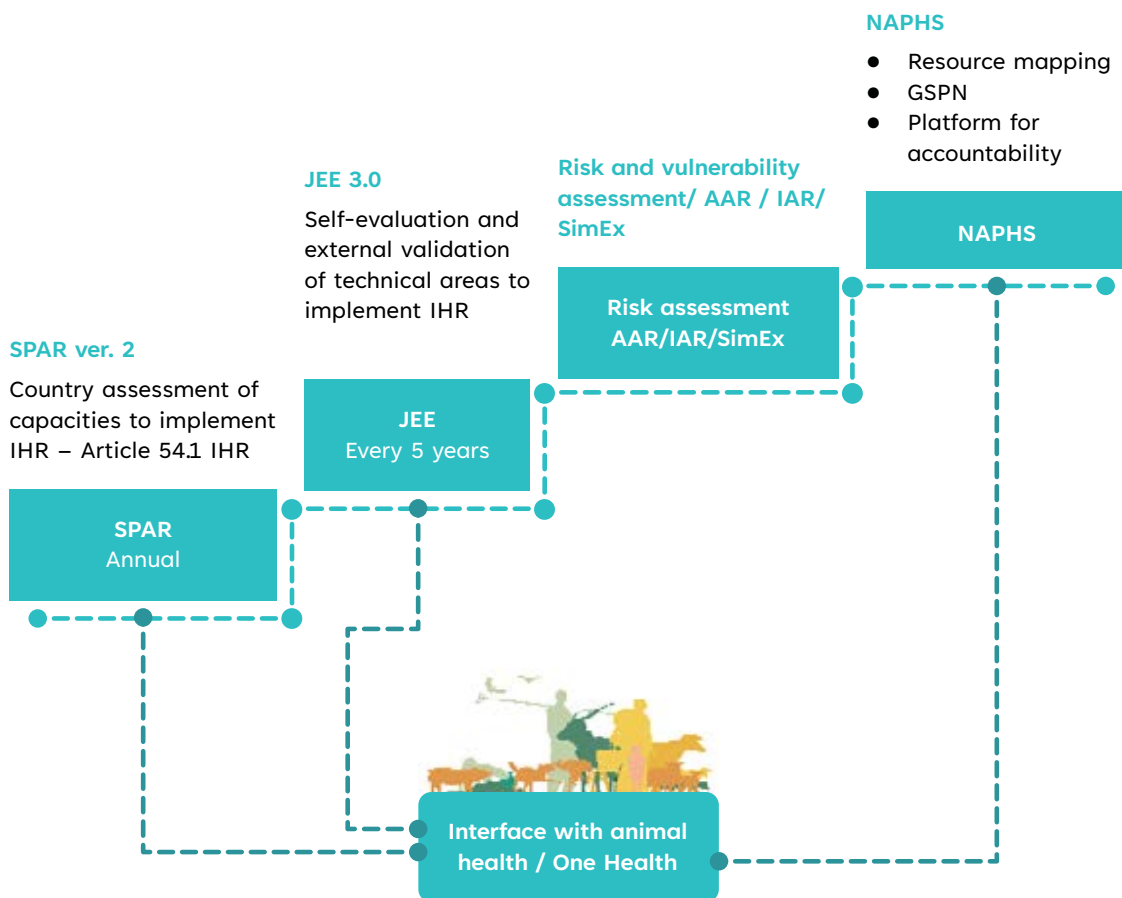 NAPHS
● Resource mapping
● GSPN
● Platform for
accountability
NAPHS
Risk and vulnerability
assessment/ AAR / IAR/
SimEx
Risk assessment
AAR/IAR/SimEx
JEE 3.0
Self-evaluation and
external validation
of technical areas to
implement IHR
JEE
Every 5 years
SPAR ver. 2
Country assessment of
capacities to implement
IHR – Article 54.1 IHR
SPAR
Annual
Interface with animal
health / One Health